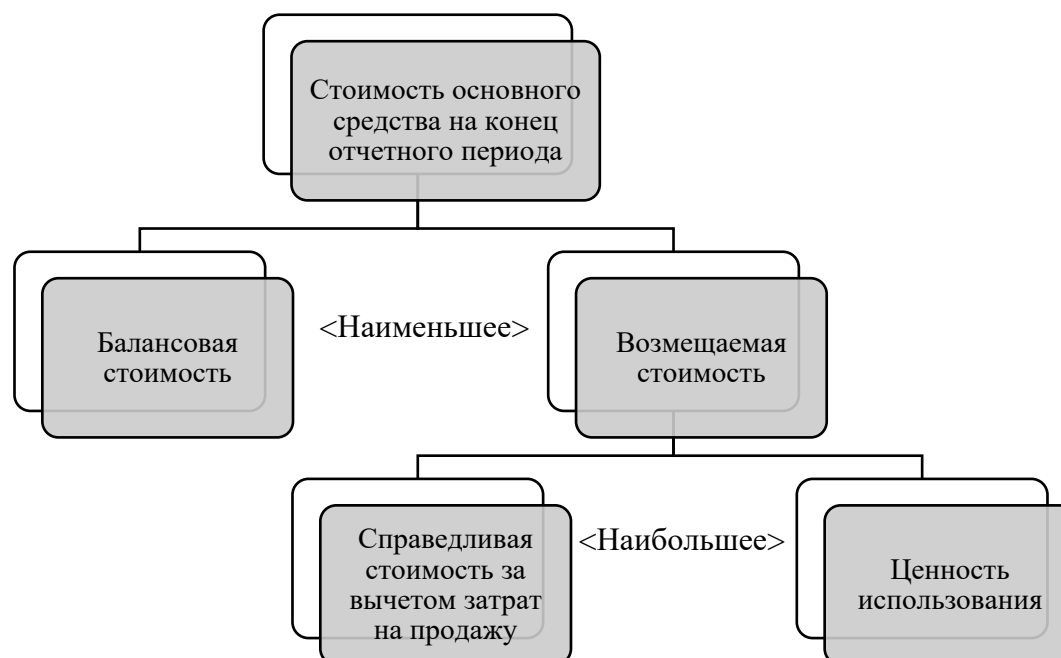 Стоимость основного
средства на конец
отчетного периода
Балансовая
стоимость
<Наименьшее>
Возмещаемая
стоимость
Справедливая
стоимость за
вычетом затрат
на продажу
<Наибольшее>
Ценность
использования